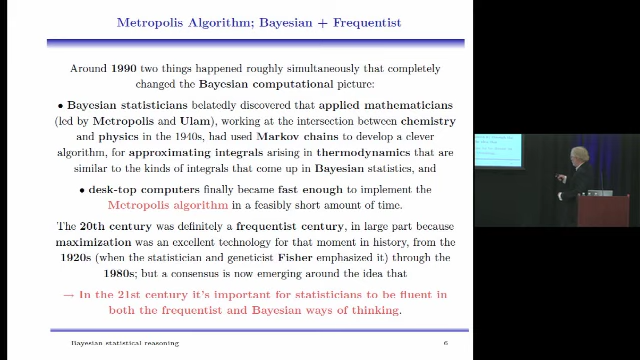 Metropolis Algorithm; Bayesian + Frequentist
Around 1990 two things happened roughly simultaneously that completely
changed the Bayesian computational picture:
• Bayesian statisticians belatedly discovered that applied mathematicians
(led by Metropolis and Ulam), working at the intersection between chemistry
and physics in the 1940s, had used Markov chains to develop a clever
algorithm, for approximating integrals arising in thermodynamics that are
similar to the kinds of integrals that come up in Bayesian statistics, and
• desk-top computers finally became fast enough to implement the
Metropolis algorithm in a feasibly short amount of time.
The 20th century was definitely a frequentist century, in large part because
maximization was an excellent technology for that moment in history, from the
1920s (when the statistician and geneticist Fisher emphasized it) through the
1980s; but a consensus is now emerging around the idea that
→ In the 21st century it's important for statisticians to be fluent in
both the frequentist and Bayesian ways of thinking.
Bayesian statistical reasoning
6